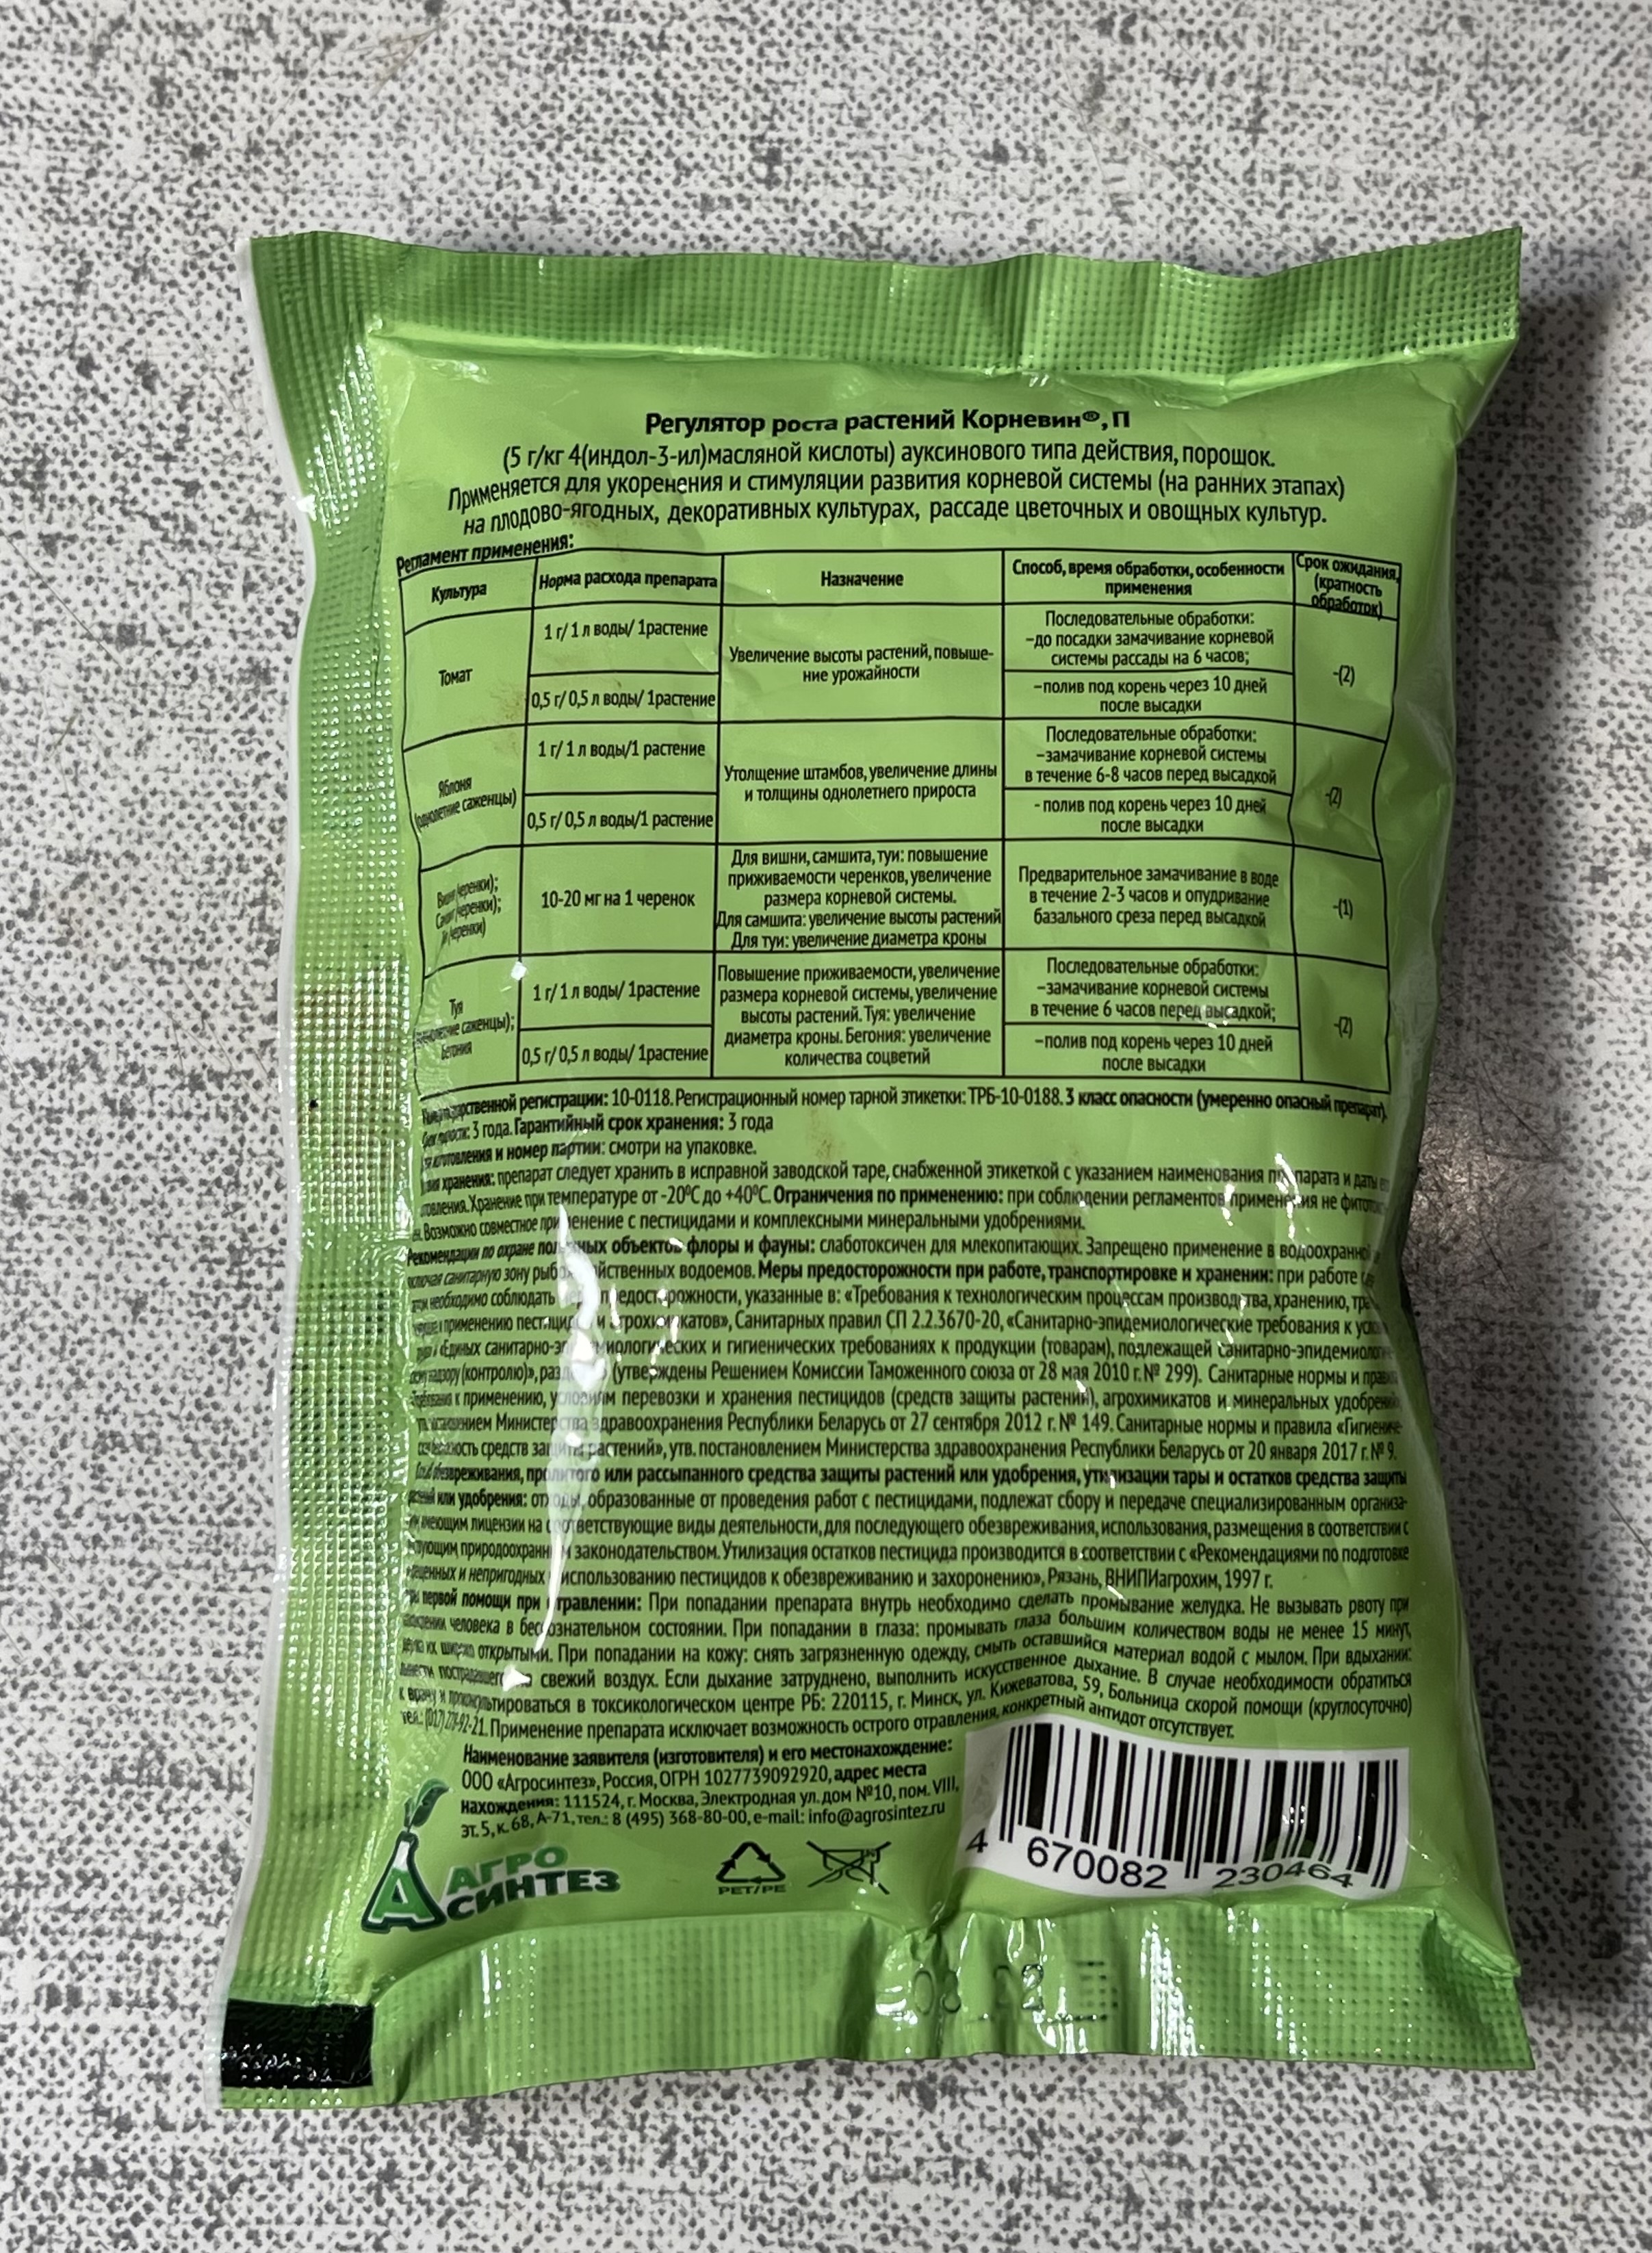 Регулятор роста растений Корневин®, П
(5 г/кг 4(индол-3-ил)масляной кислоты) ауксинового типа действия, порошок.
Применяется для укоренения и стимуляции развития корневой системы (на ранних этапах)
на плодово-ягодных, декоративных культурах, рассаде цветочных и овощных культур.
Регламент применения:
Культура
Норма расхода препарата
Назначение
Способ, время обработки, особенности
применения
Срок ожидания,
(кратность
обработок)
Томат
1 г/ 1 л воды/ 1растение
0,5 г/ 0,5 л воды/ 1растение
Увеличение высоты растений, повыше-
ние урожайности
Последовательные обработки:
–до посадки замачивание корневой
системы рассады на 6 часов;
–полив под корень через 10 дней
после высадки
–(2)
Яблоня
(однолетние саженцы)
1 г/ 1 л воды/1 растение
0,5 г/ 0,5 л воды/1 растение
Утолщение штамбов, увеличение длины
и толщины однолетнего прироста
Последовательные обработки:
–замачивание корневой системы
в течение 6-8 часов перед высадкой
- полив под корень через 10 дней
после высадки
–(2)
(черенки);
(черенки);
(черенки)
10-20 мг на 1 черенок
Для вишни, самшита, туи: повышение
приживаемости черенков, увеличение
размера корневой системы.
Для самшита: увеличение высоты растений
Для туи: увеличение диаметра кроны
Предварительное замачивание в воде
в течение 2-3 часов и опудривание
базального среза перед высадкой
–(1)
Туя
саженцы);
Бегония
1 г/ 1 л воды/ 1растение
0,5 г/ 0,5 л воды/ 1растение
Повышение приживаемости, увеличение
размера корневой системы, увеличение
высоты растений. Туя: увеличение
диаметра кроны. Бегония: увеличение
количества соцветий
Последовательные обработки:
–замачивание корневой системы
в течение 6 часов перед высадкой;
–полив под корень через 10 дней
после высадки
–(2)
регистрации: 10-0118. Регистрационный номер тарной этикетки: ТРБ-10-0188. 3 класс опасности (умеренно опасный препарат).
3 года. Гарантийный срок хранения: 3 года
и номер партии: смотри на упаковке.
хранения: препарат следует хранить в исправной заводской таре, снабженной этикеткой с указанием наименования препарата и даты
Хранение при температуре от -20°С до +40°С. Ограничения по применению: при соблюдении регламентов применения не
Возможно совместное применение с пестицидами и комплексными минеральными удобрениями.
Рекомендации по охране полезных объектов флоры и фауны: слаботоксичен для млекопитающих. Запрещено применение в
санитарную зону рыбохозяйственных водоемов. Меры предосторожности при работе, транспортировке и хранении: при работе
необходимо соблюдать меры предосторожности, указанные в: «Требования к технологическим процессам производства, хранению,
применению пестицидов и агрохимикатов», Санитарных правил СП 2.2.3670-20, «Санитарно-эпидемиологические требования к
«Единых санитарно-эпидемиологических и гигиенических требованиях к продукции (товарам), подлежащей
надзору (контролю)», (утверждены Решением Комиссии Таможенного союза от 28 мая 2010 г. № 299). Санитарные нормы и
к применению, условиям перевозки и хранения пестицидов (средств защиты растений), агрохимикатов и минеральных
Министерства здравоохранения Республики Беларусь от 27 сентября 2012 г. № 149. Санитарные нормы и правила «Гигиениче-
средств защиты растений», утв. постановлением Министерства здравоохранения Республики Беларусь от 20 января 2017 г. № 9.
пролитого или рассыпанного средства защиты растений или удобрения, утилизации тары и остатков средства защиты
или удобрения: отходы, образованные от проведения работ с пестицидами, подлежат сбору и передаче специализированным организа-
имеющим лицензии на соответствующие виды деятельности, для последующего обезвреживания, использования, размещения в соответствии с
природоохранным законодательством. Утилизация остатков пестицида производится в соответствии с «Рекомендациями по подготовке
и непригодных использованию пестицидов к обезвреживанию и захоронению», Рязань, ВНИПИагрохим, 1997 г.
первой помощи при отравлении: При попадании препарата внутрь необходимо сделать промывание желудка. Не вызывать рвоту при
человека в бессознательном состоянии. При попадании в глаза: промывать глаза большим количеством воды не менее 15 минут,
их широко открытыми. При попадании на кожу: снять загрязненную одежду, смыть оставшийся материал водой с мылом. При вдыхании:
пострадавшего на свежий воздух. Если дыхание затруднено, выполнить искусственное дыхание. В случае необходимости обратиться
к врачу и проконсультироваться в токсикологическом центре РБ: 220115, г. Минск, ул. Кижеватова, 59, Больница скорой помощи (круглосуточно)
тел.: Применение препарата исключает возможность острого отравления, конкретный антидот отсутствует.
Наименование заявителя (изготовителя) и его местонахождение:
ООО «Агросинтез», Россия, ОГРН 1027739092920, адрес места
нахождения: 111524, г. Москва, Электродная ул. дом №10, пом. VIII,
эт. 5, к. 68, А-71, тел.: 8 (495) 368-80-00, e-mail: info@agrosintez.ru
АГРО
СИНТЕЗ
PET/PE
4 670082 230464